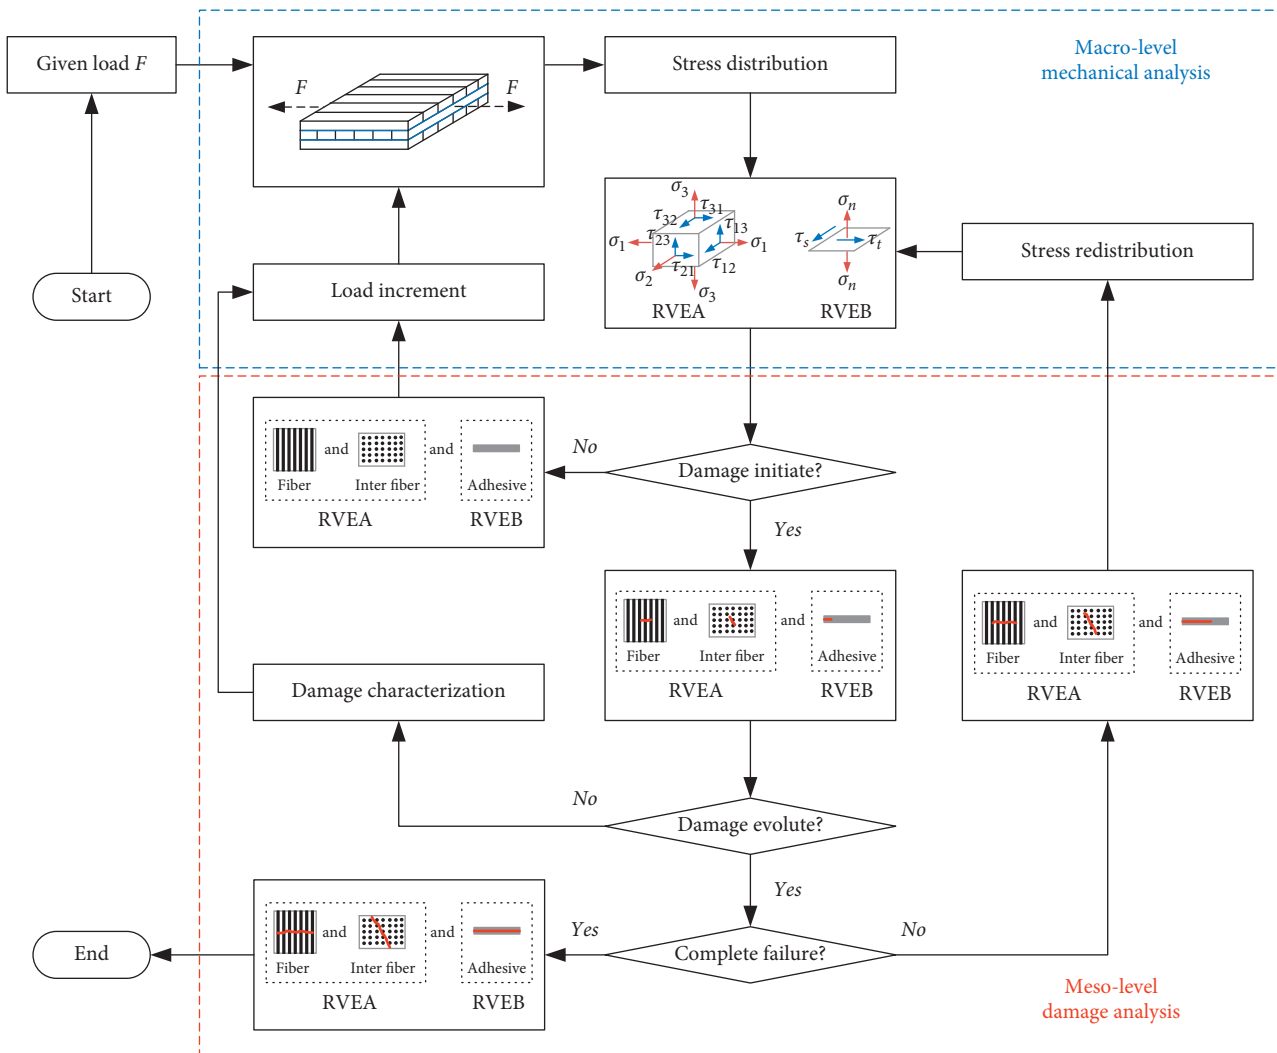 Given load F
F
F
Stress distribution
Macro-level
mechanical analysis
Start
Load increment
σ3
τ32
τ31
τ23
τ13
σ1
σ1
τ21
τ12
σ2
σ3
RVEA
σn
τs
τt
σn
RVEB
Stress redistribution
Fiber
and
Inter fiber
and
Adhesive
RVEA
RVEB
No
Damage initiate?
Yes
Fiber
and
Inter fiber
and
Adhesive
RVEA
RVEB
Fiber
and
Inter fiber
and
Adhesive
RVEA
RVEB
Damage characterization
No
Damage evolute?
Yes
Fiber
and
Inter fiber
and
Adhesive
RVEA
RVEB
End
Yes
Complete failure?
No
Meso-level
damage analysis